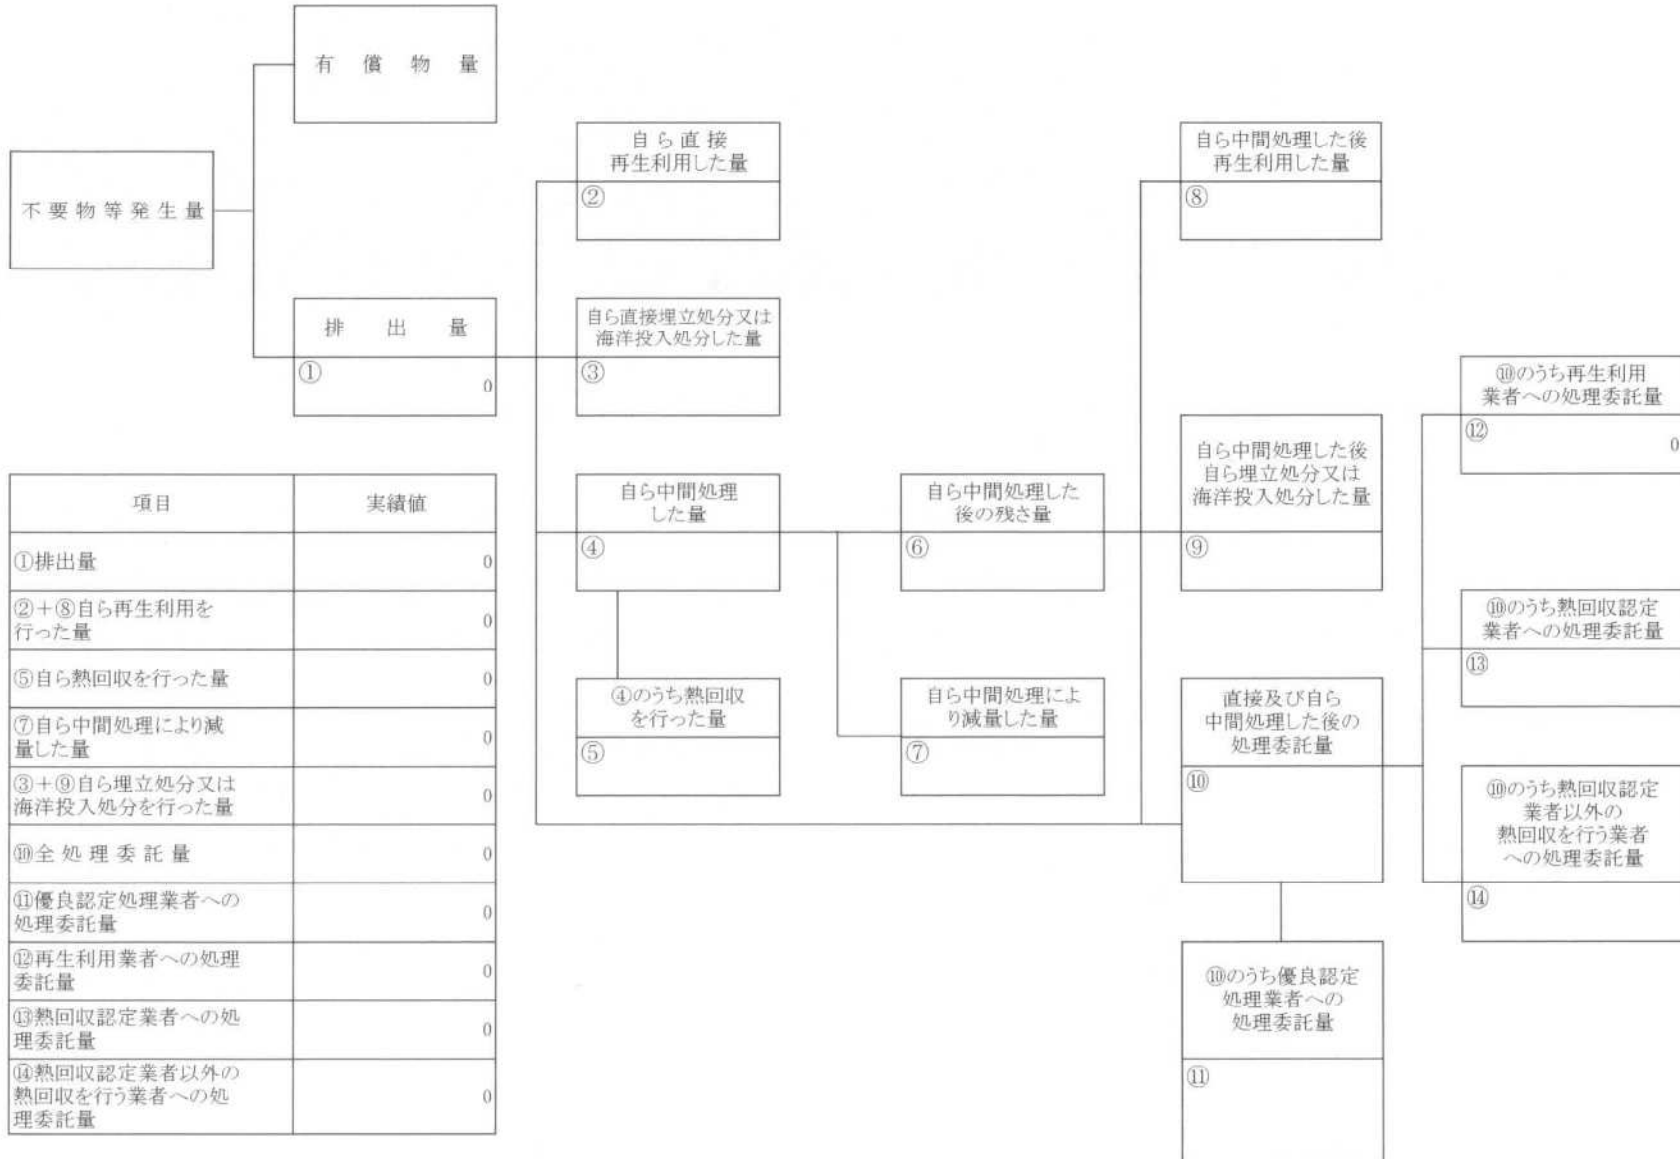 有償物量
不要物等発生量
排出量
①
0
自ら直接
再生利用した量
②
自ら直接埋立処分又は
海洋投入処分した量
③
自ら中間処理
した量
④
④のうち熱回収
を行った量
⑤
自ら中間処理した
後の残さ量
⑥
自ら中間処理によ
り減量した量
⑦
自ら中間処理した後
再生利用した量
⑧
自ら中間処理した後
自ら埋立処分又は
海洋投入処分した量
⑨
直接及び自ら
中間処理した後の
処理委託量
⑩
⑩のうち優良認定
処理業者への
処理委託量
⑪
⑩のうち再生利用
業者への処理委託量
⑫
0
⑩のうち熱回収認定
業者への処理委託量
⑬
⑩のうち熱回収認定
業者以外の
熱回収を行う業者
への処理委託量
⑭
項目 実績値
①排出量 0
②+⑧自ら再生利用を
行った量 0
⑤自ら熱回収を行った量 0
⑦自ら中間処理により減
量した量 0
③+⑨自ら埋立処分又は
海洋投入処分を行った量 0
⑩全処理委託量 0
⑪優良認定処理業者への
処理委託量 0
⑫再生利用業者への処理
委託量 0
⑬熱回収認定業者への処
理委託量 0
⑭熱回収認定業者以外の
熱回収を行う業者への処
理委託量 0